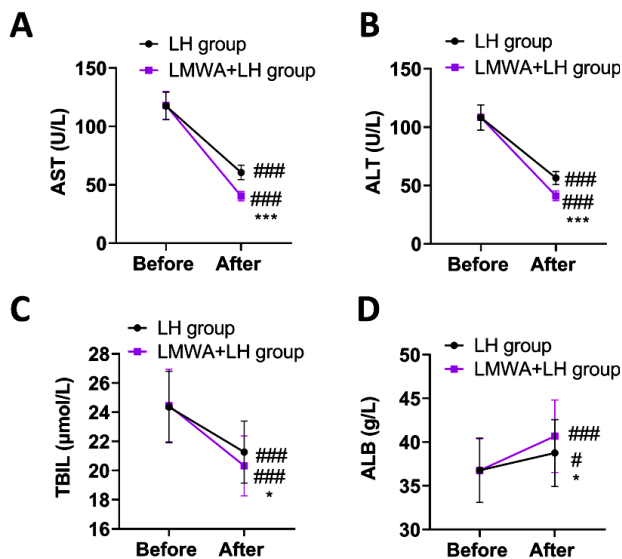 A
LH group
LMWA+LH group
AST (U/L)
150
100
50
0
###
###
***
Before After
B
LH group
LMWA+LH group
ALT (U/L)
150
100
50
0
###
###
***
Before After
C
LH group
LMWA+LH group
TBIL (μmol/L)
28
26
24
22
20
18
16
###
###
*
Before After
D
LH group
LMWA+LH group
ALB (g/L)
50
45
40
35
30
###
#
*
Before After